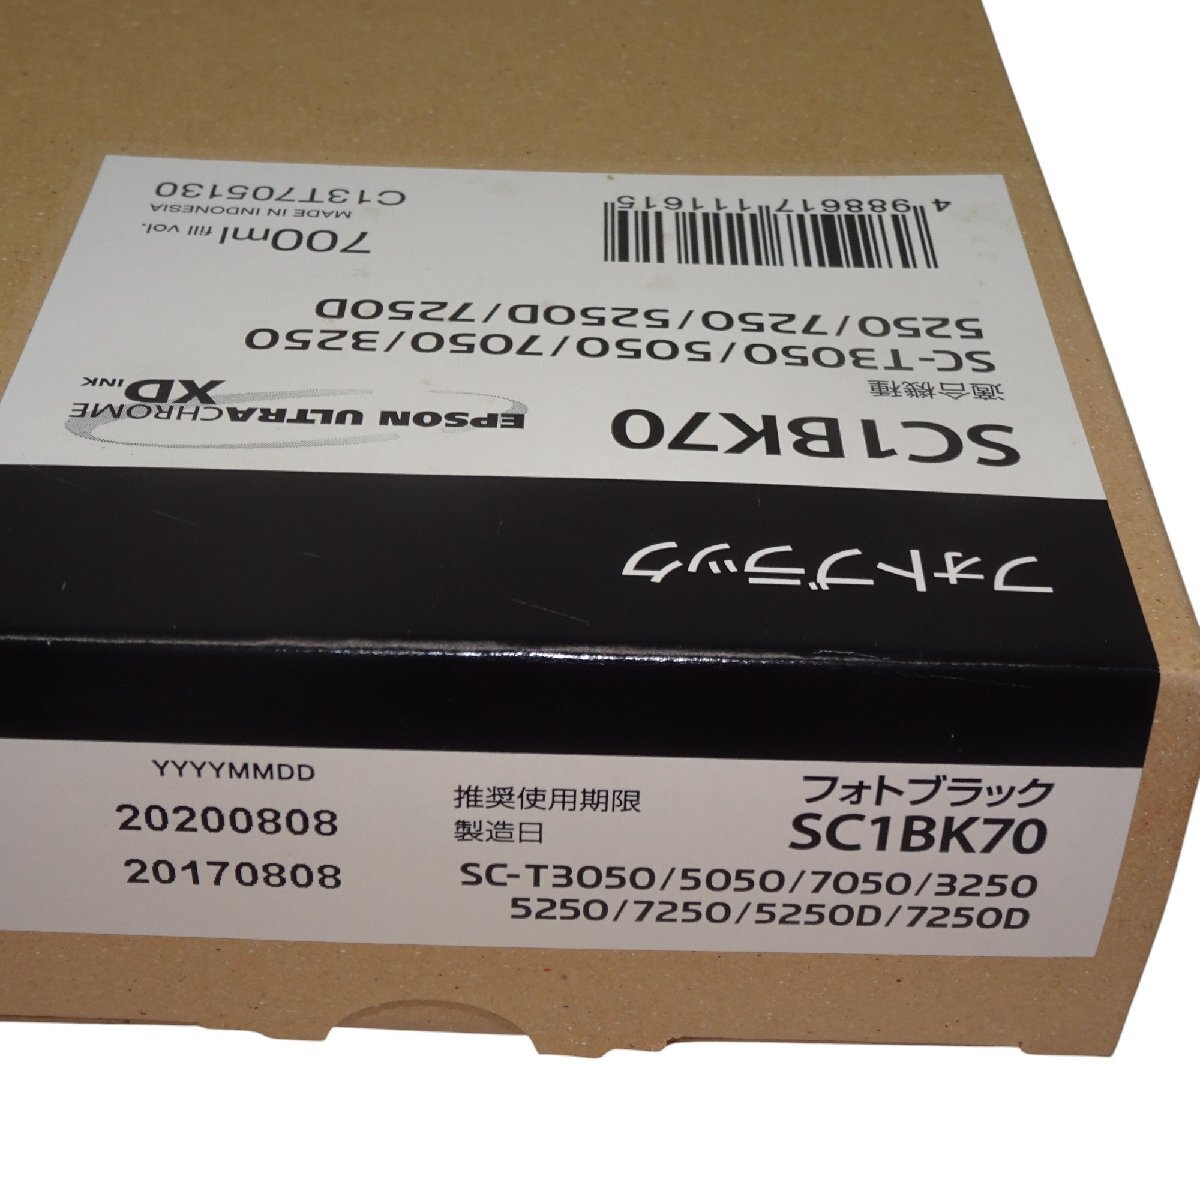 フォトブラック
SC1BK70
適合機種
SC-T3050/5050/7050/3250
5250/7250/5250D/7250D
EPSON ULTRACHROME
XD INK
4 988617 111615
700ml fill vol.
MADE IN INDONESIA
C13T705130
フォトブラック
SC1BK70
SC-T3050/5050/7050/3250
5250/7250/5250D/7250D
YYYYMMDD
推奨使用期限 20200808
製造日 20170808